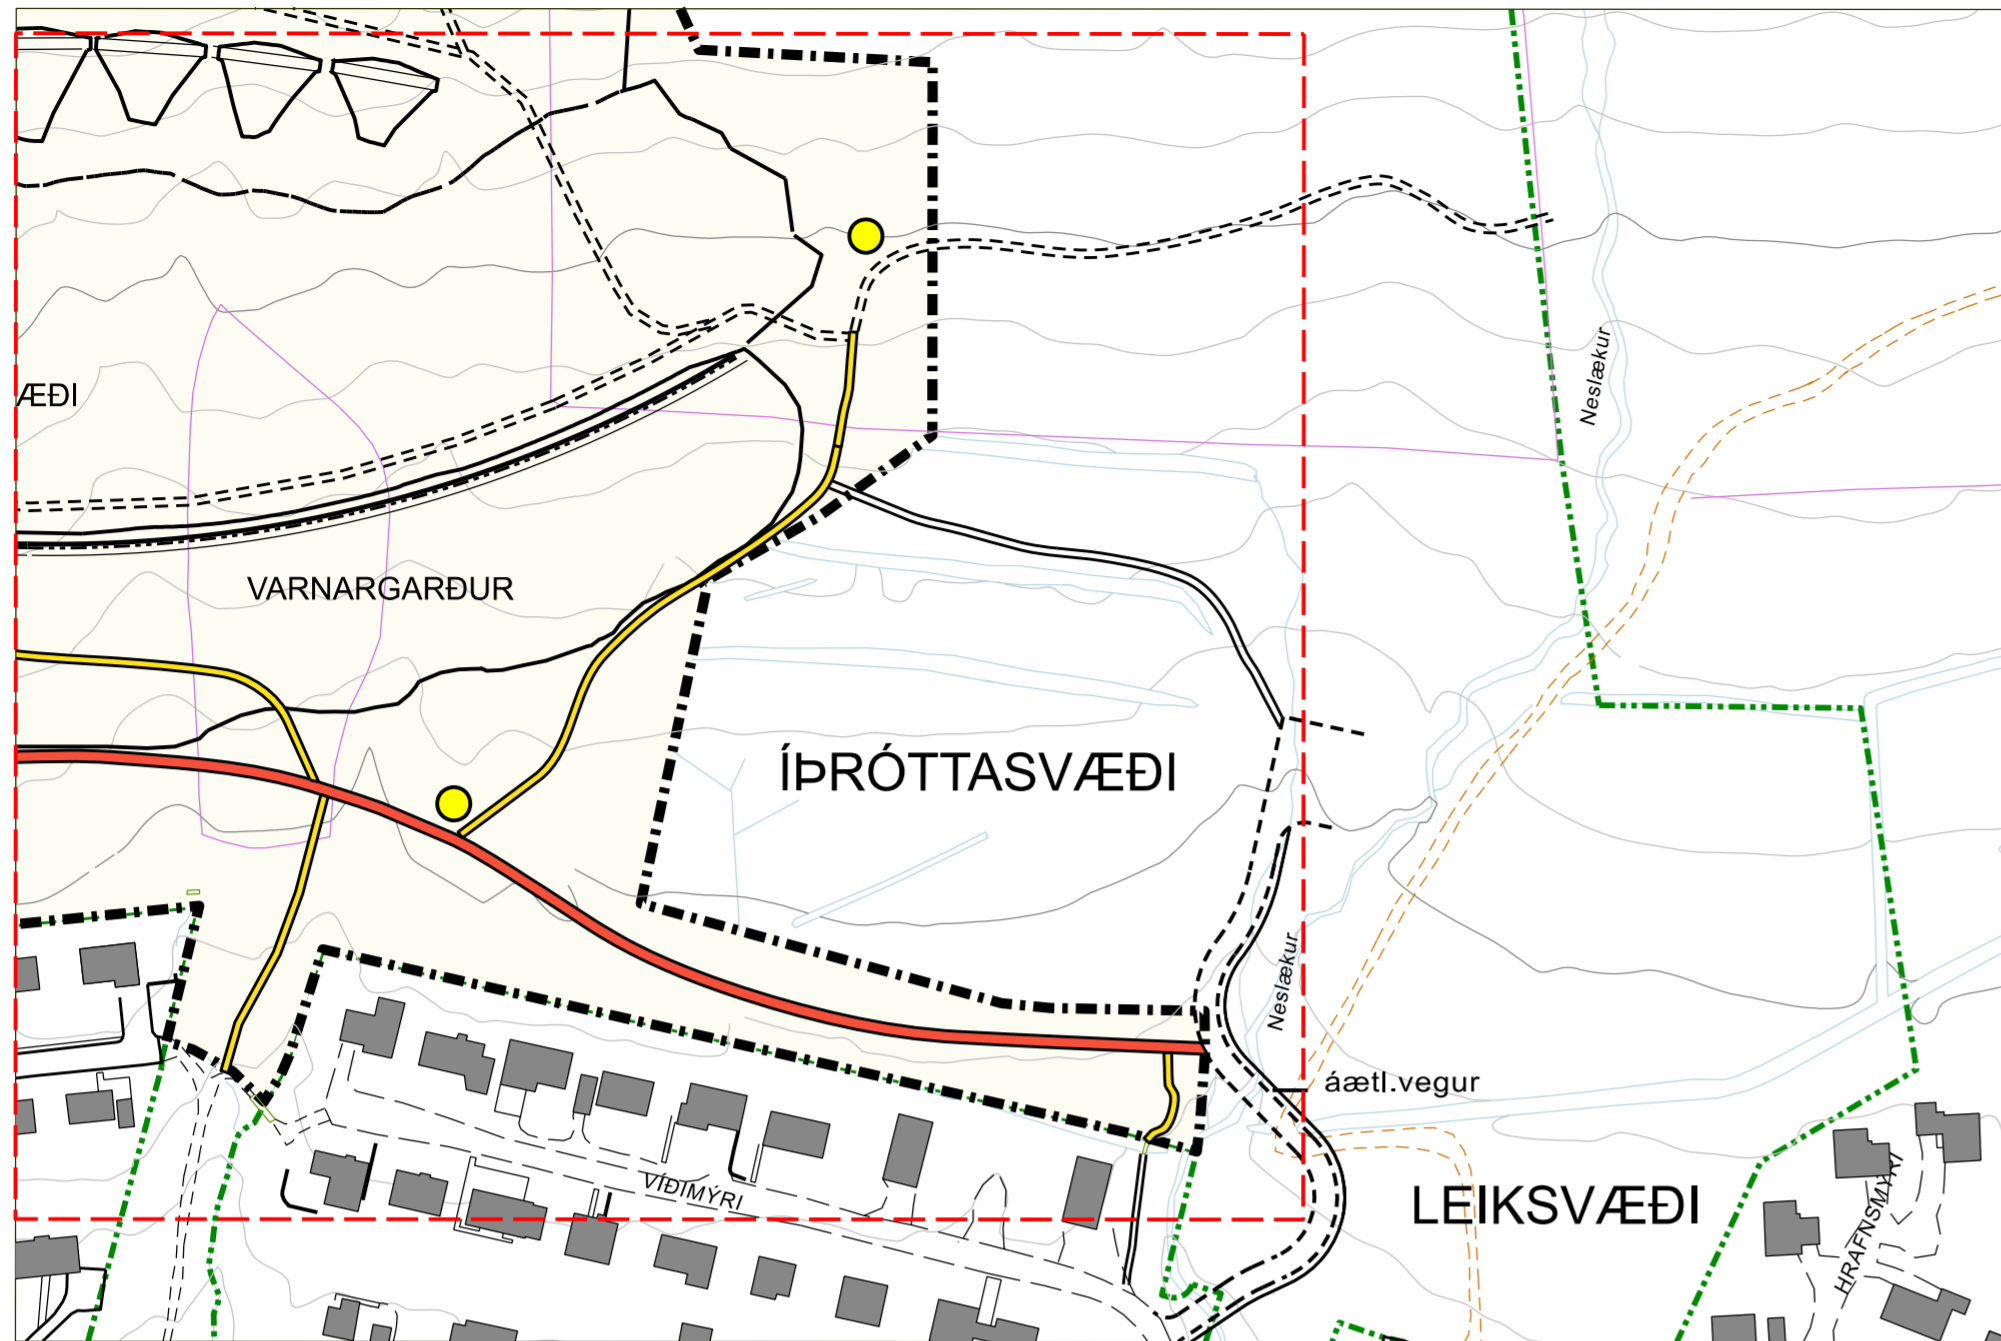 Neslækur
ÆÐI
VARNARGARÐUR
ÍÞRÓTTASVÆÐI
Neslækur
áætl.vegur
VÍÐIMÝRI
LEIKSVÆÐI
HRAFNSMÝRI